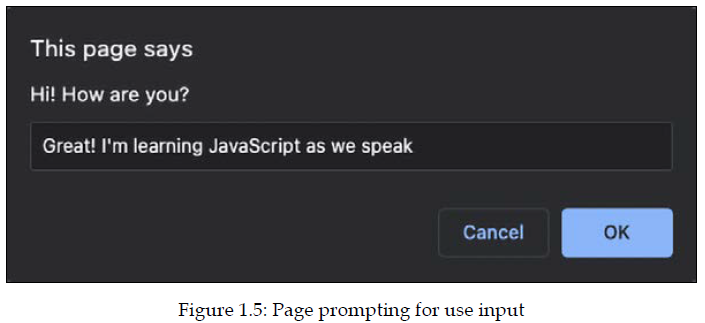 This page says
Hi! How are you?
Great! I'm learning JavaScript as we speak
Cancel OK
Figure 1.5: Page prompting for use input